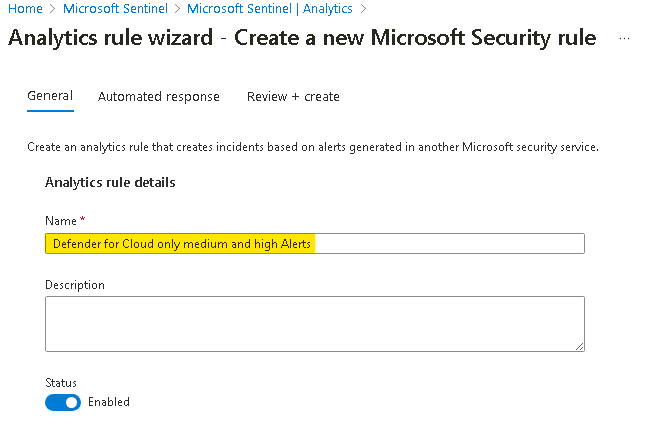 Home > Microsoft Sentinel > Microsoft Sentinel | Analytics >
Analytics rule wizard - Create a new Microsoft Security rule ...
General Automated response Review + create
Create an analytics rule that creates incidents based on alerts generated in another Microsoft security service.
Analytics rule details
Name *
Defender for Cloud only medium and high Alerts
Description
Status
Enabled